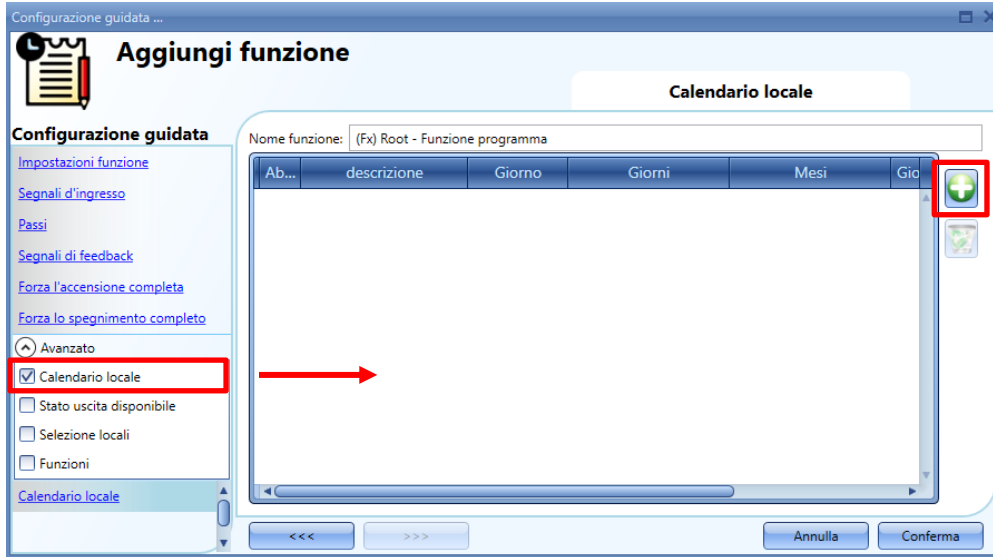 Configurazione guidata ...
Aggiungi funzione
Calendario locale
Configurazione guidata
Impostazioni funzione
Segnali d'ingresso
Passi
Segnali di feedback
Forza l'accensione completa
Forza lo spegnimento completo
Avanzato
Calendario locale
Stato uscita disponibile
Selezione locali
Funzioni
Calendario locale
Nome funzione: (Fx) Root - Funzione programma
Ab... descrizione Giorno Giorni Mesi Gio
<<< >>> Annulla Conferma